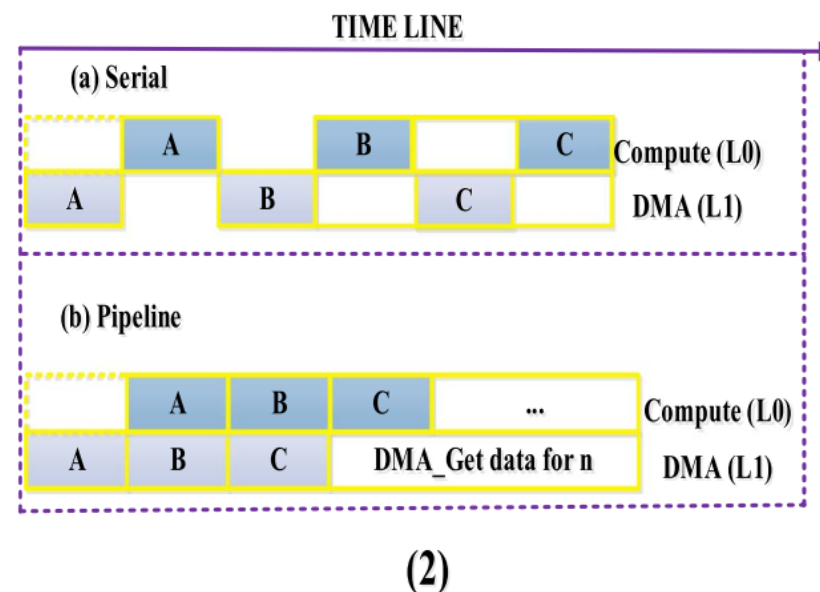 TIME LINE
(a) Serial
A B C Compute (L0)
A B C DMA (L1)
(b) Pipeline
A B C ... Compute (L0)
A B C DMA_Get data for n DMA (L1)
(2)